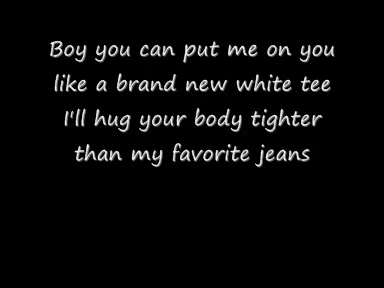 Boy you can put me on you
like a brand new white tee
I'll hug your body tighter
than my favorite jeans